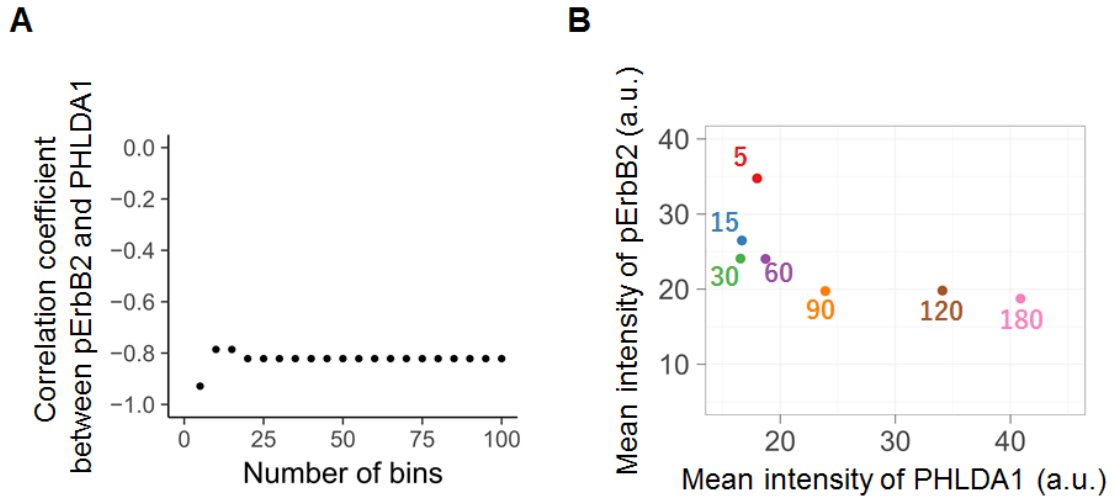 A
Correlation coefficient
between pErbB2 and PHLDA1
0.0
−0.2
−0.4
−0.6
−0.8
−1.0
0 25 50 75 100
Number of bins
B
Mean intensity of pErbB2 (a.u.)
40
30
20
10
5
15
30
60
90
120
180
20 30 40
Mean intensity of PHLDA1 (a.u.)